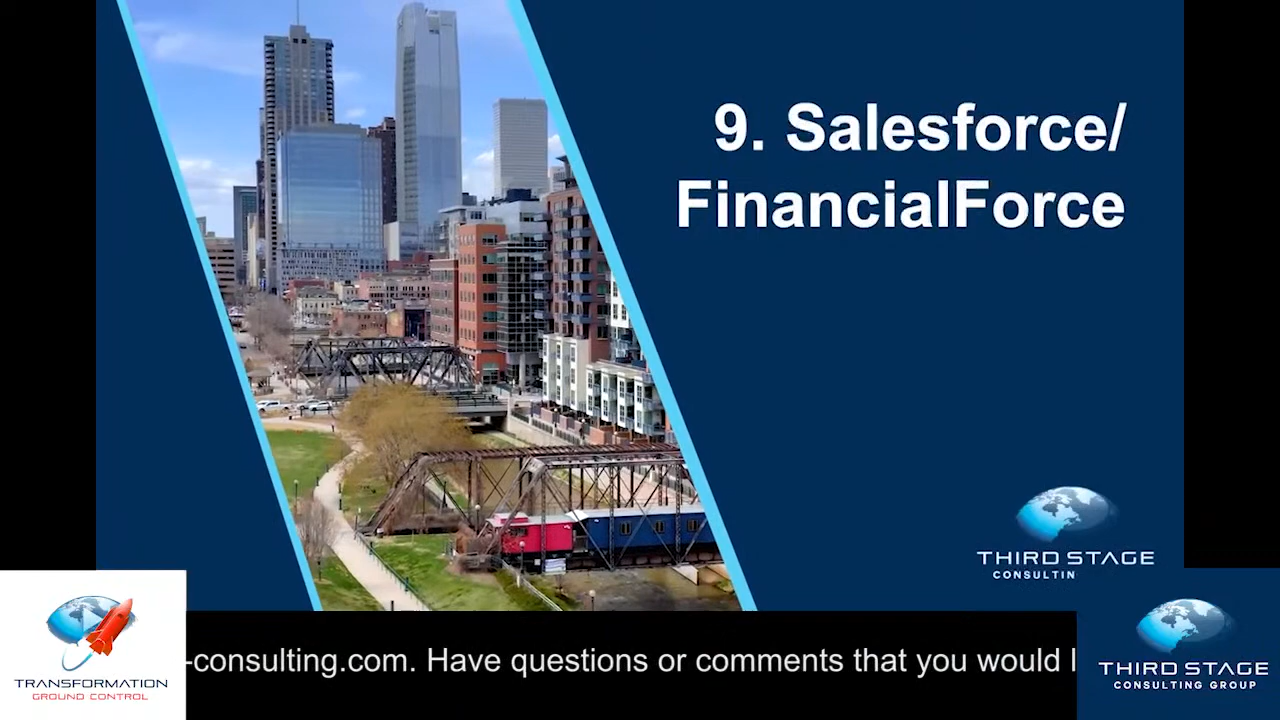 9. Salesforce/
FinancialForce
THIRD STAGE
CONSULTIN
TRANSFORMATION
GROUND CONTROL
-consulting.com. Have questions or comments that you would l
THIRD STAGE
CONSULTING GROUP